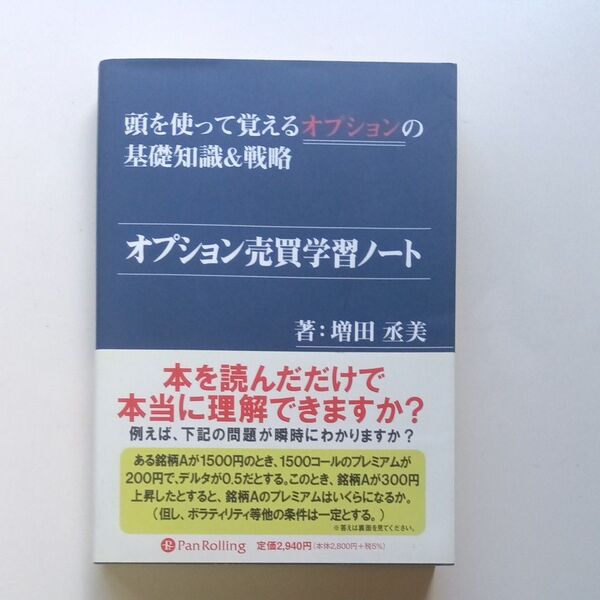 頭を使って覚えるオプションの
基礎知識&戦略
オプション売買学習ノート
著:増田 丞美
本を読んだだけで
本当に理解できますか?
例えば、下記の問題が瞬時にわかりますか?
ある銘柄Aが1500円のとき、1500コールのプレミアムが
200円で、デルタが0.5だとする。このとき、銘柄Aが300円
上昇したとすると、銘柄Aのプレミアムはいくらになるか。
(但し、ボラティリティ等他の条件は一定とする。)
※答えは裏面を見てください。
PanRolling 定価2,940円(本体2,800円+税5%)